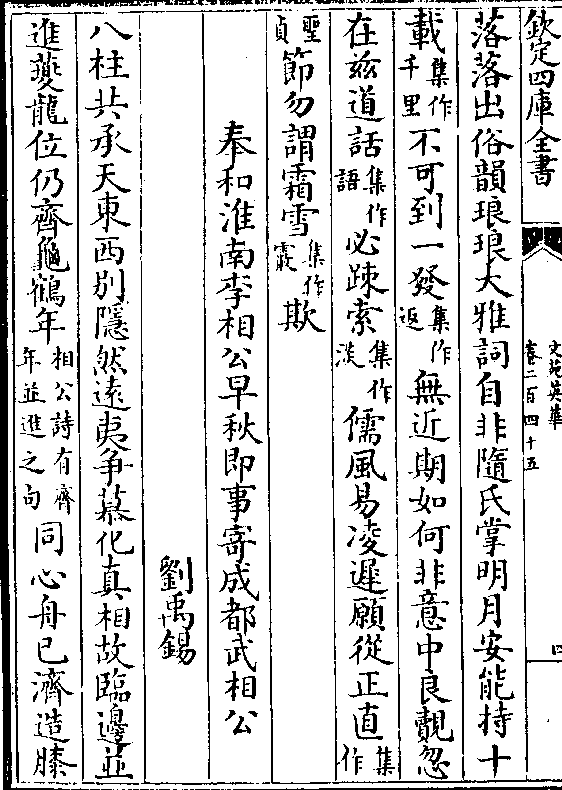 欽定四庫全書
文苑英華
卷二百四十五
四
落落出俗韻琅琅大雅詞自非隨氏掌明月安能持十
載集作千里不可到一發集作返無近期如何非意中良覿忽
在兹道話集作語必踈索集作淡儒風易凌遲願從正直集作
聖貞節勿謂霜雪集作霰欺
奉和淮南李相公早秋即事寄成都武相公
劉禹錫
八柱共承天東西别隱然遠夷争慕化真相故臨邊並
進夔龍位仍齊龜鶴年相公詩有齊年並進之句同心舟已濟造膝